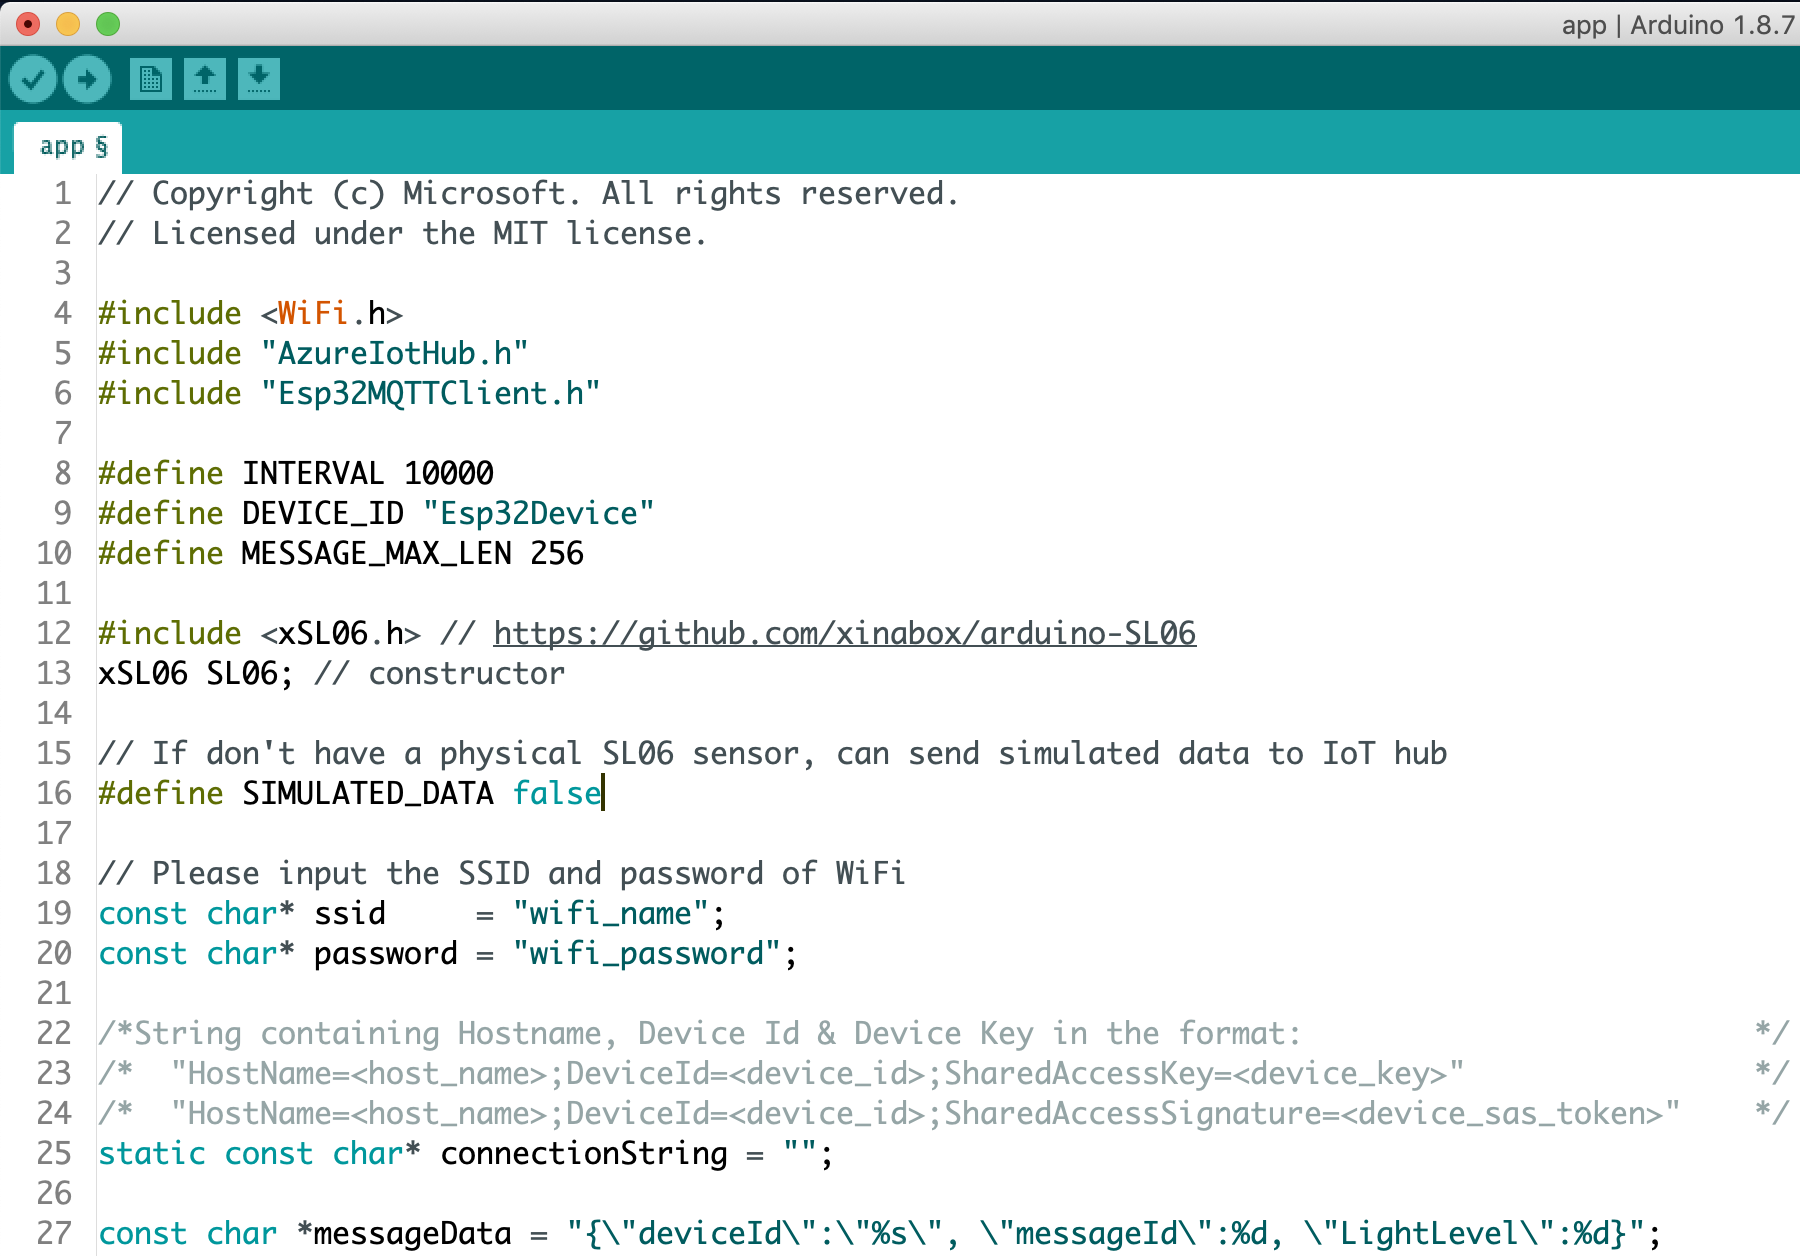 app | Arduino 1.8.7
app §
1 // Copyright (c) Microsoft. All rights reserved.
2 // Licensed under the MIT license.
3
4 #include <WiFi.h>
5 #include "AzureIotHub.h"
6 #include "Esp32MQTTClient.h"
7
8 #define INTERVAL 10000
9 #define DEVICE_ID "Esp32Device"
10 #define MESSAGE_MAX_LEN 256
11
12 #include <xSL06.h> // https://github.com/xinabox/arduino-SL06
13 xSL06 SL06; // constructor
14
15 // If don't have a physical SL06 sensor, can send simulated data to IoT hub
16 #define SIMULATED_DATA false
17
18 // Please input the SSID and password of WiFi
19 const char* ssid     = "wifi_name";
20 const char* password = "wifi_password";
21
22 /*String containing Hostname, Device Id & Device Key in the format:                         */
23 /*  "HostName=<host_name>;DeviceId=<device_id>;SharedAccessKey=<device_key>"                */
24 /*  "HostName=<host_name>;DeviceId=<device_id>;SharedAccessSignature=<device_sas_token>"    */
25 static const char* connectionString = "";
26
27 const char *messageData = "{\"deviceId\":\"%s\", \"messageId\":%d, \"LightLevel\":%d}";